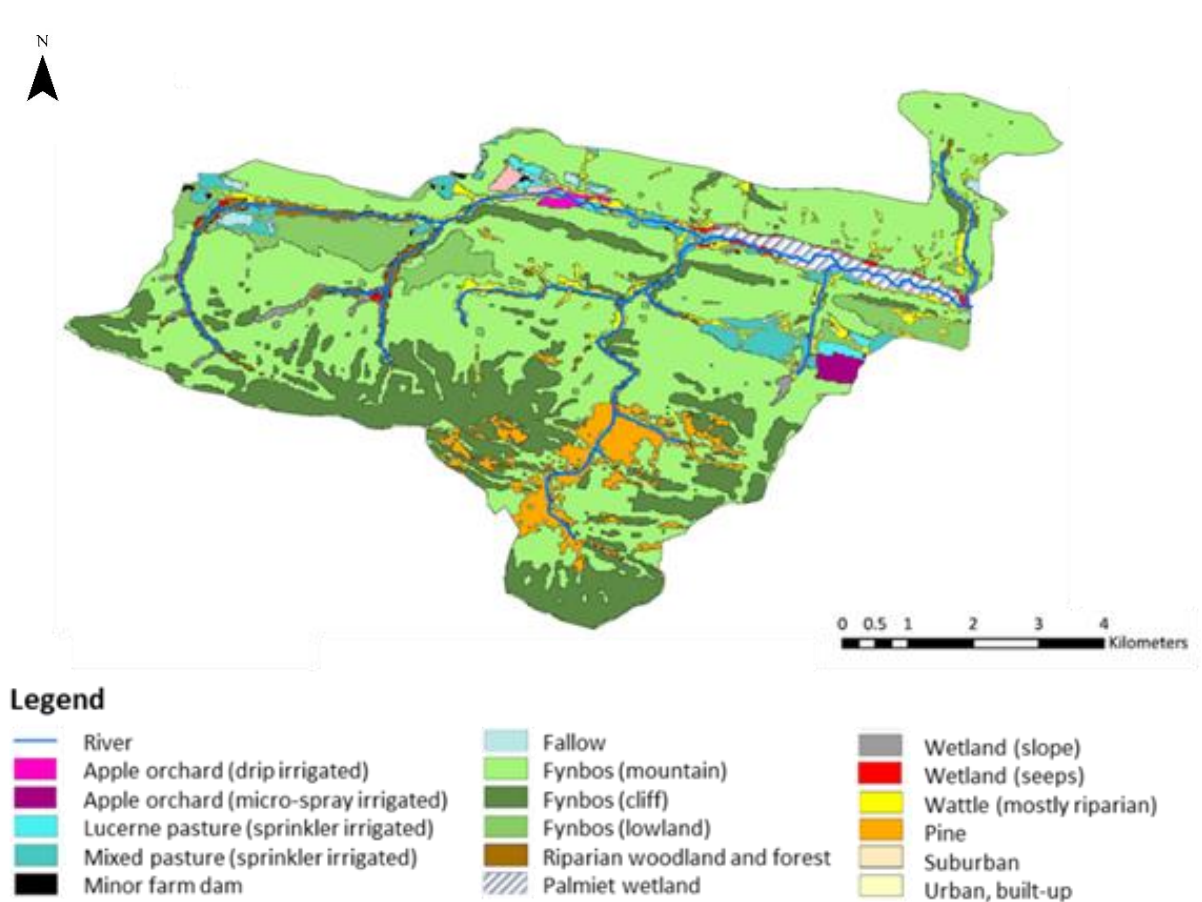 N
0 0.5 1 2 3 4
Kilometers
Legend
River
Apple orchard (drip irrigated)
Apple orchard (micro-spray irrigated)
Lucerne pasture (sprinkler irrigated)
Mixed pasture (sprinkler irrigated)
Minor farm dam
Fallow
Fynbos (mountain)
Fynbos (cliff)
Fynbos (lowland)
Riparian woodland and forest
Palmiet wetland
Wetland (slope)
Wetland (seeps)
Wattle (mostly riparian)
Pine
Suburban
Urban, built-up